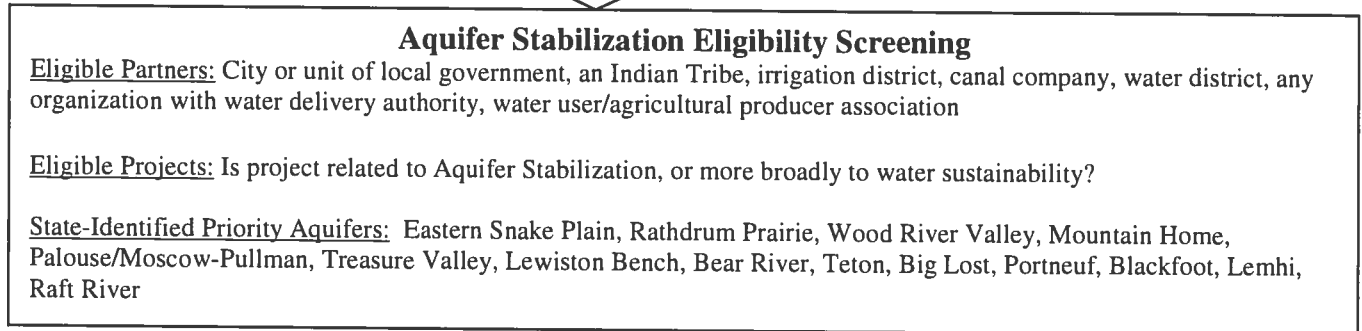 Aquifer Stabilization Eligibility Screening
Eligible Partners: City or unit of local government, an Indian Tribe, irrigation district, canal company, water district, any
organization with water delivery authority, water user/agricultural producer association
Eligible Projects: Is project related to Aquifer Stabilization, or more broadly to water sustainability?
State-Identified Priority Aquifers: Eastern Snake Plain, Rathdrum Prairie, Wood River Valley, Mountain Home,
Palouse/Moscow-Pullman, Treasure Valley, Lewiston Bench, Bear River, Teton, Big Lost, Portneuf, Blackfoot, Lemhi,
Raft River